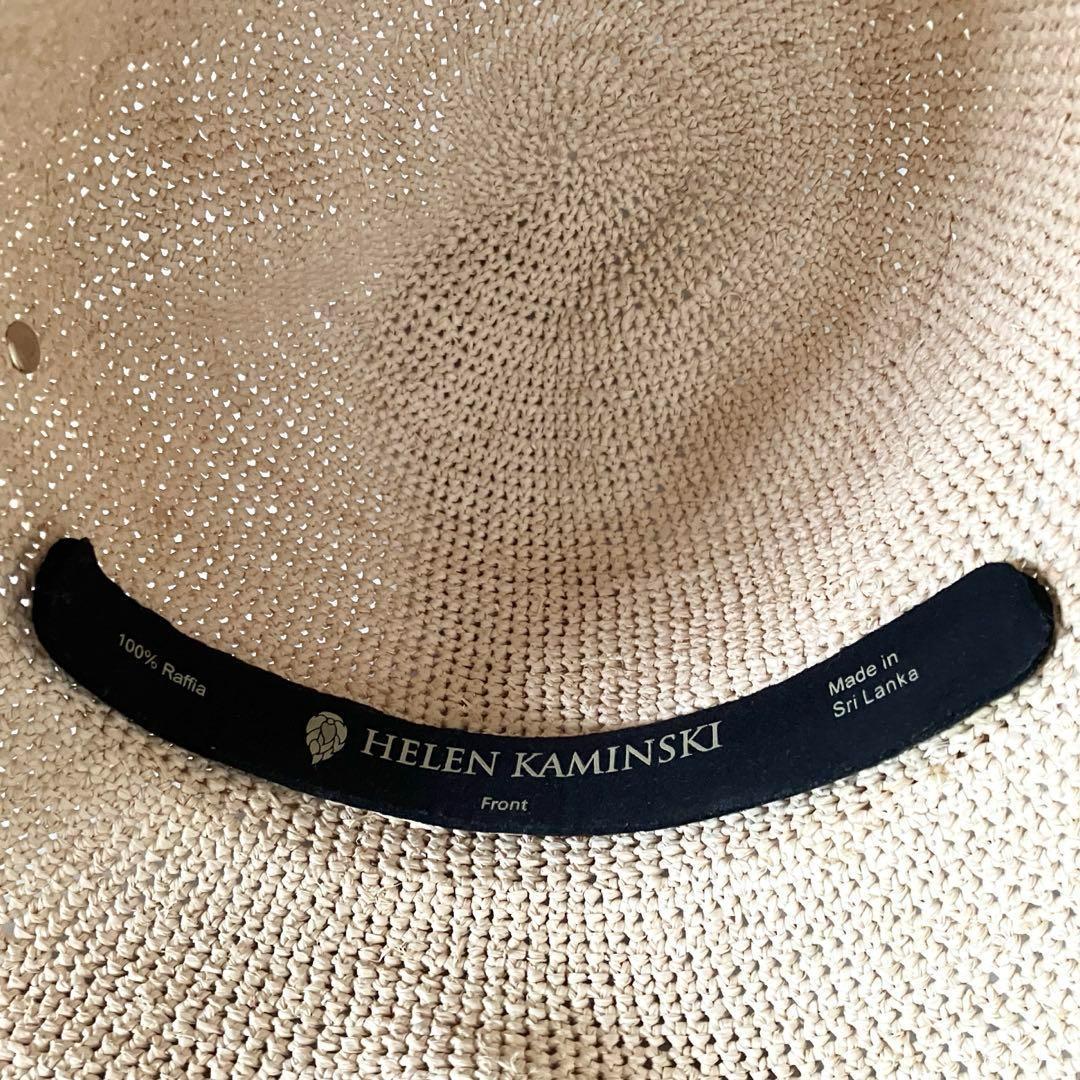 100% Raffia
HELEN KAMINSKI
Front
Made in
Sri Lanka